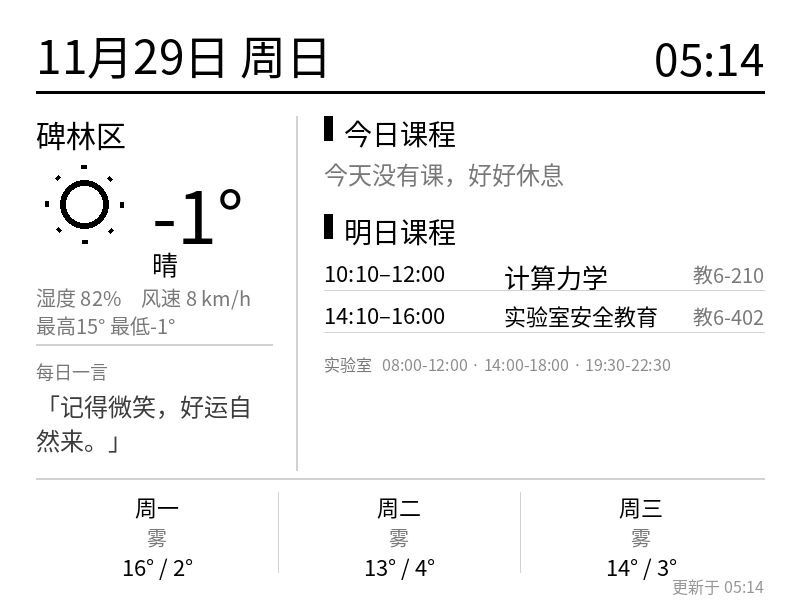 11月29日 周日
05:14
碑林区
-1°
晴
湿度 82%　风速 8 km/h
最高15° 最低-1°
每日一言
「记得微笑，好运自
然来。」
今日课程
今天没有课，好好休息
明日课程
10:10–12:00 计算力学 教6-210
14:10–16:00 实验室安全教育 教6-402
实验室 08:00-12:00 · 14:00-18:00 · 19:30-22:30
周一
雾
16° / 2°
周二
雾
13° / 4°
周三
雾
14° / 3°
更新于 05:14